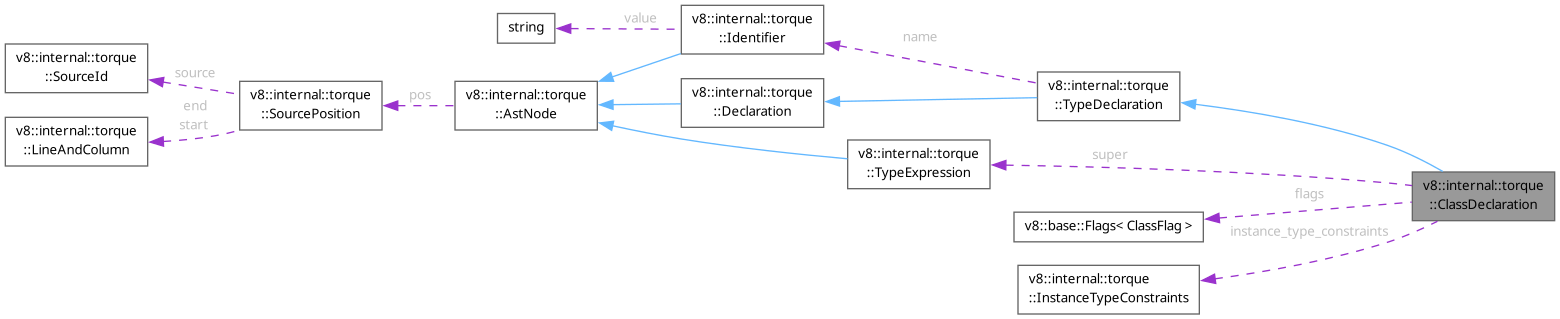 string
value
v8::internal::torque
::Identifier
name
v8::internal::torque
::SourceId
source
end
start
v8::internal::torque
::LineAndColumn
v8::internal::torque
::SourcePosition
pos
v8::internal::torque
::AstNode
v8::internal::torque
::Declaration
v8::internal::torque
::TypeDeclaration
v8::internal::torque
::TypeExpression
super
flags
instance_type_constraints
v8::internal::torque
::ClassDeclaration
v8::base::Flags< ClassFlag >
v8::internal::torque
::InstanceTypeConstraints